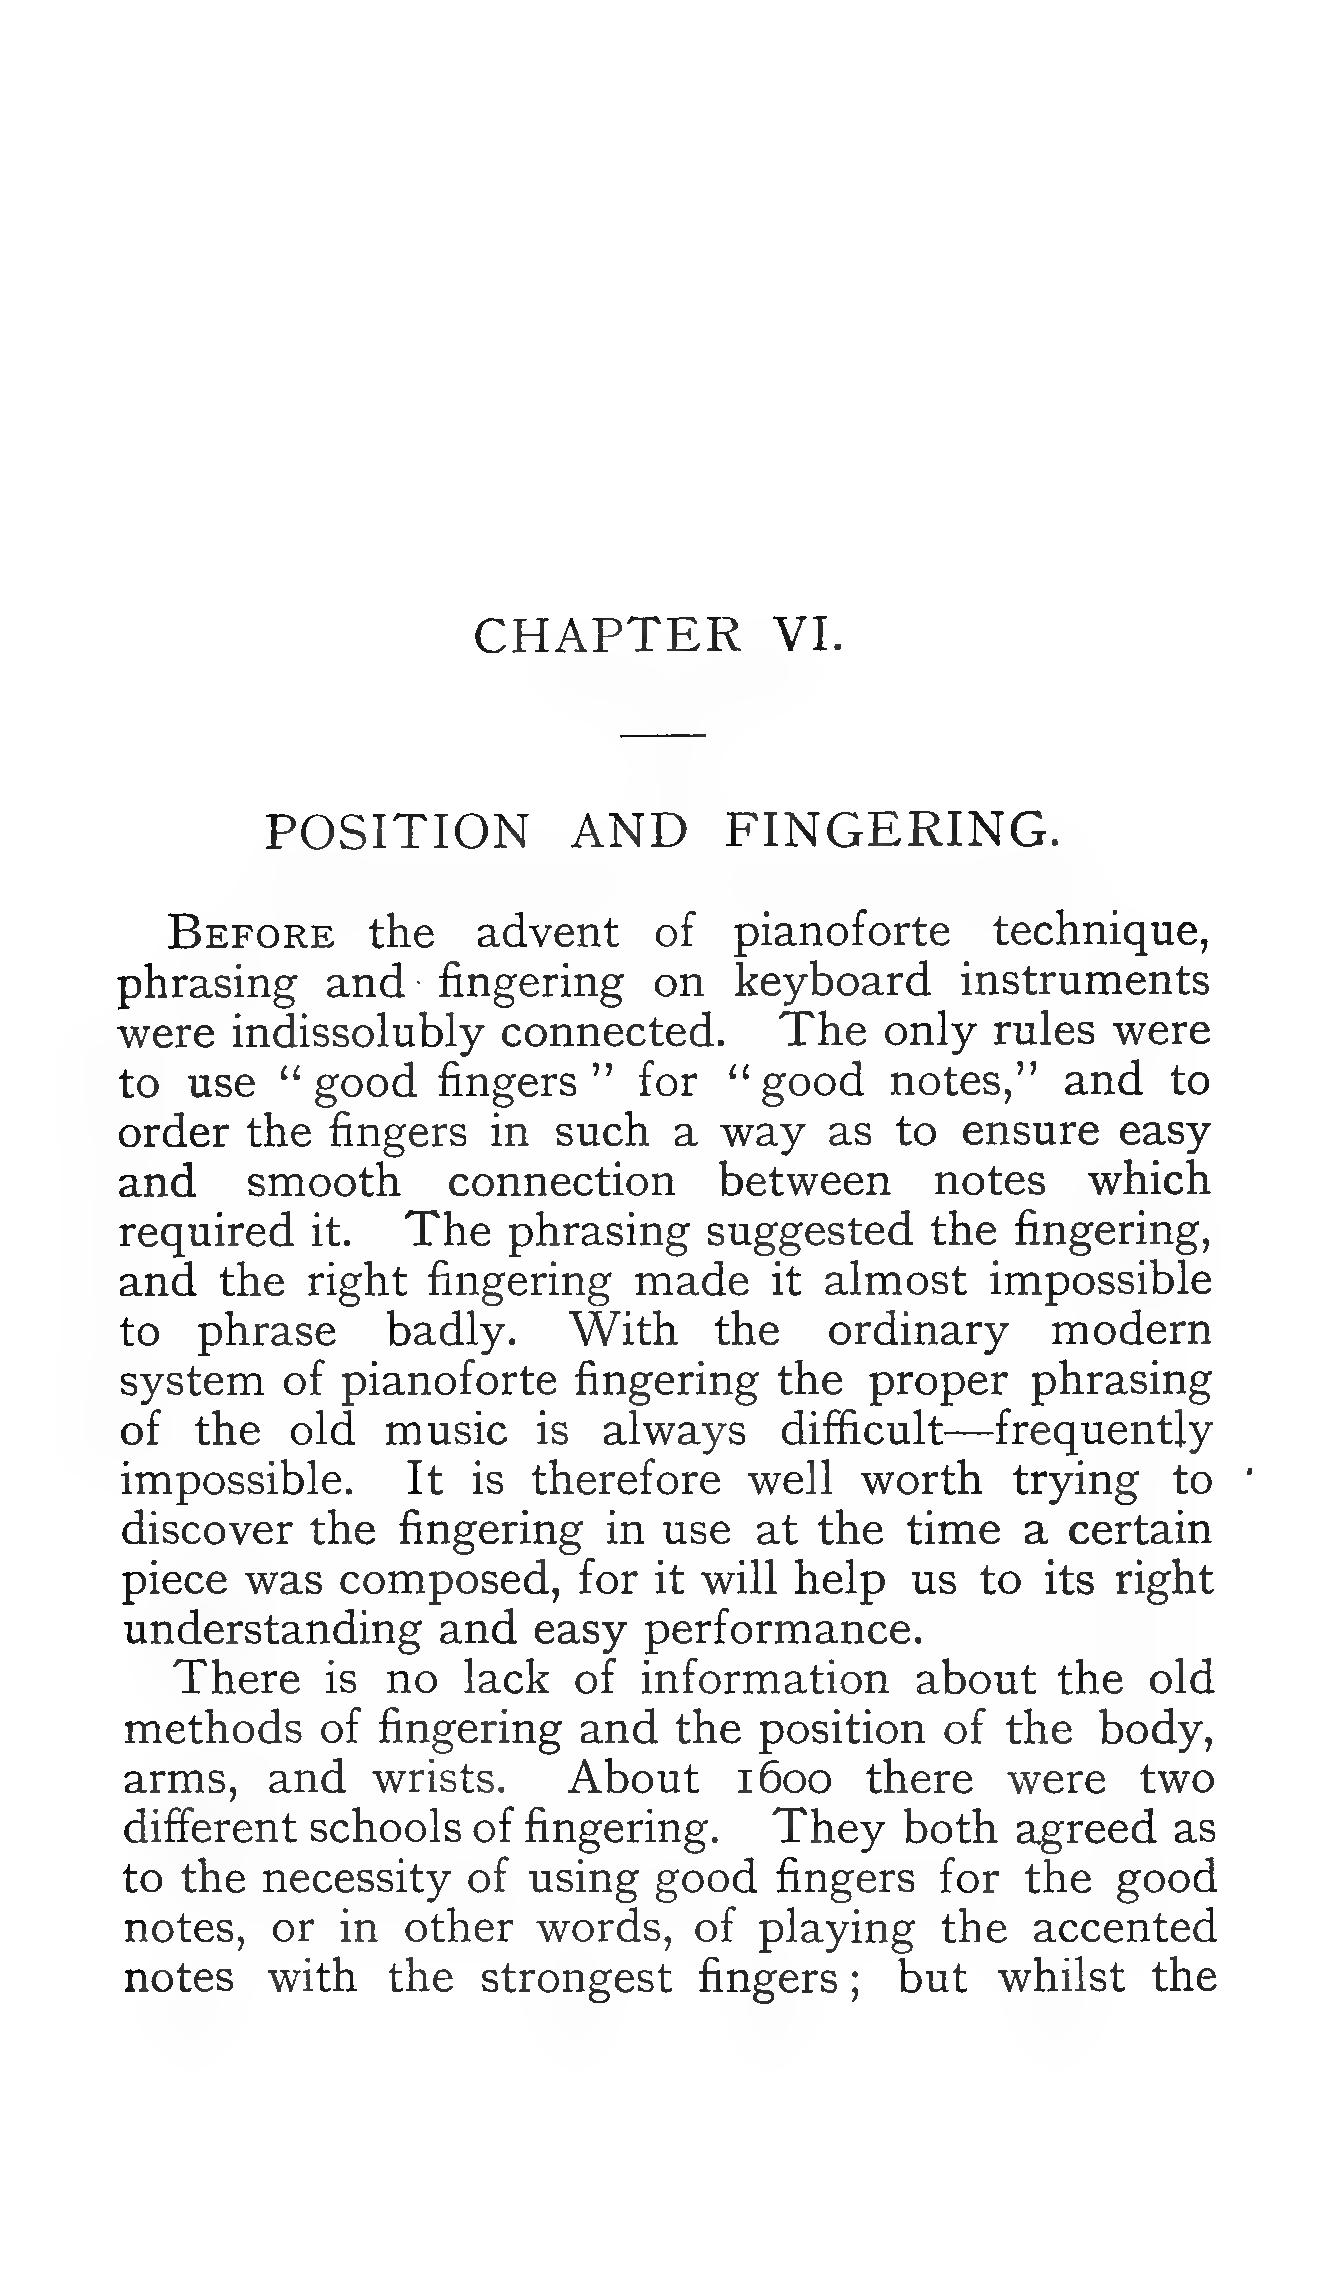 CHAPTER VI.
POSITION AND FINGERING.
BEFORE the advent of pianoforte technique,
phrasing and fingering on keyboard instruments
were indissolubly connected. The only rules were
to use “ good fingers ” for “ good notes,” and to
order the fingers in such a way as to ensure easy
and smooth connection between notes which
required it. The phrasing suggested the fingering,
and the right fingering made it almost impossible
to phrase badly. With the ordinary modern
system of pianoforte fingering the proper phrasing
of the old music is always difficult—frequently
impossible. It is therefore well worth trying to
discover the fingering in use at the time a certain
piece was composed, for it will help us to its right
understanding and easy performance.
There is no lack of information about the old
methods of fingering and the position of the body,
arms, and wrists. About 1600 there were two
different schools of fingering. They both agreed as
to the necessity of using good fingers for the good
notes, or in other words, of playing the accented
notes with the strongest fingers ; but whilst the